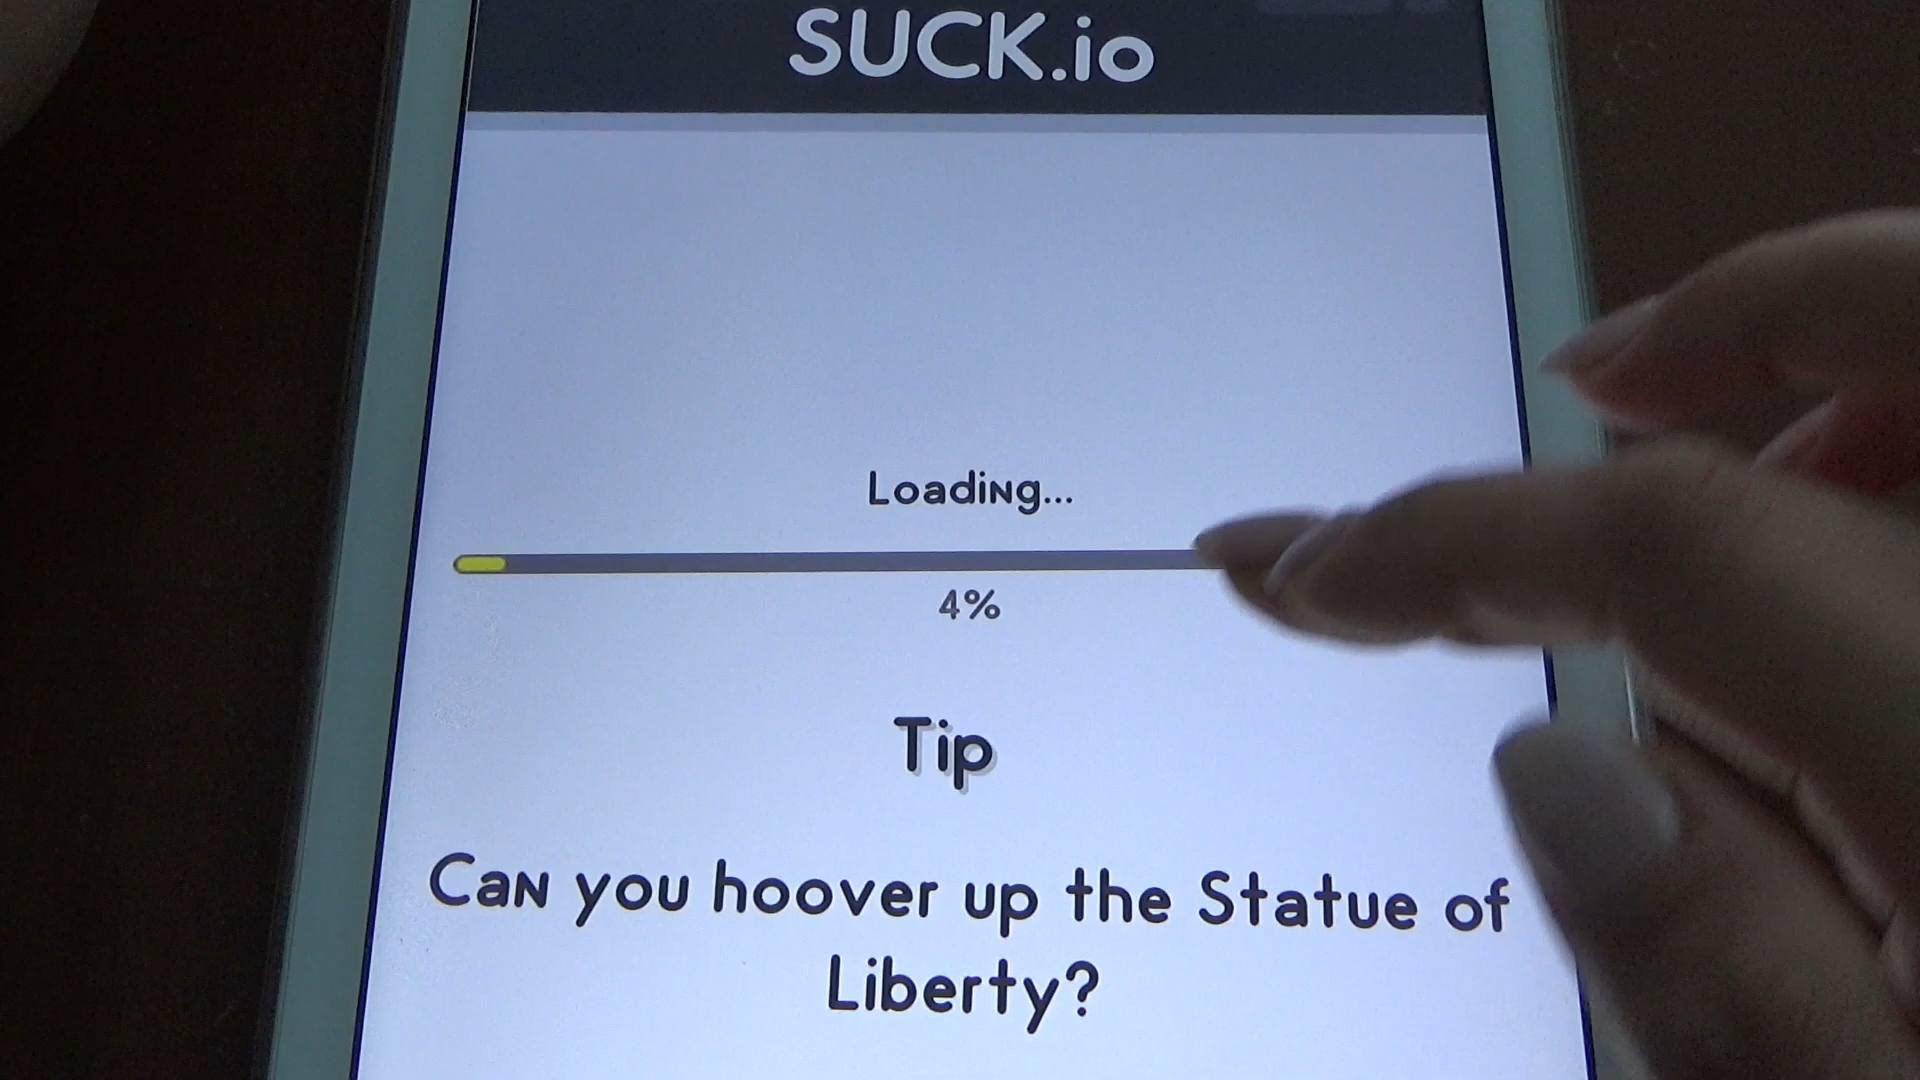 SUCK.io
Loading...
4%
Tip
Can you hoover up the Statue of
Liberty?